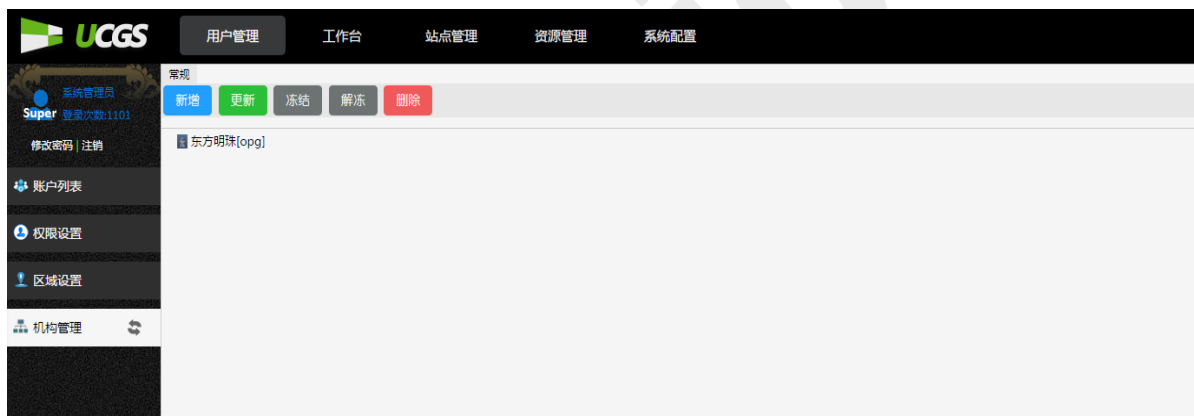 UCGS 用户管理 工作台 站点管理 资源管理 系统配置
系统管理员
Super 登录次数:1101
修改密码 | 注销
账户列表
权限设置
区域设置
机构管理
常规
新增 更新 冻结 解冻 删除
东方明珠[opg]